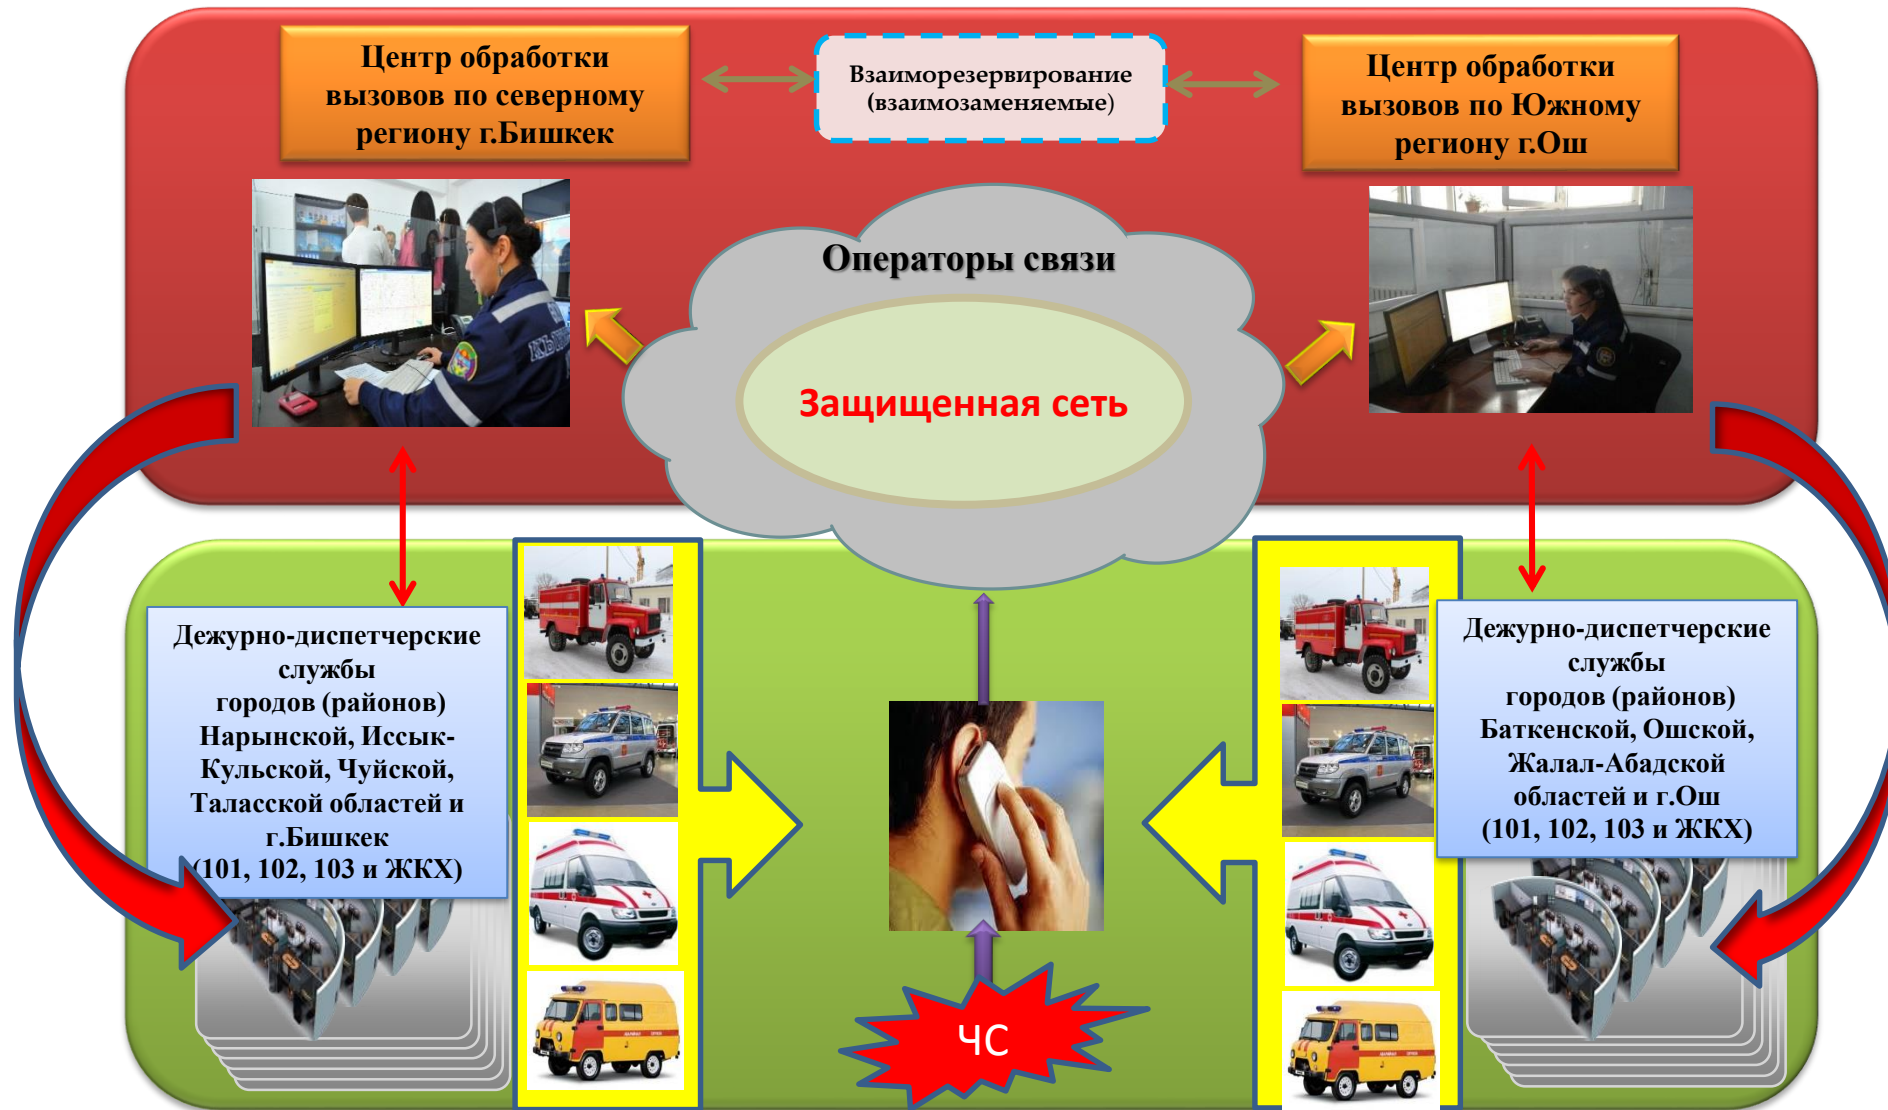 Центр обработки
вызовов по северному
региону г.Бишкек
Взаиморезервирование
(взаимозаменяемые)
Центр обработки
вызовов по Южному
региону г.Ош
Операторы связи
Защищенная сеть
Дежурно-диспетчерские
службы
городов (районов)
Нарынской, Иссык-
Кульской, Чуйской,
Таласской областей и
г.Бишкек
(101, 102, 103 и ЖКХ)
Дежурно-диспетчерские
службы
городов (районов)
Баткенской, Ошской,
Жалал-Абадской
областей и г.Ош
(101, 102, 103 и ЖКХ)
ЧС